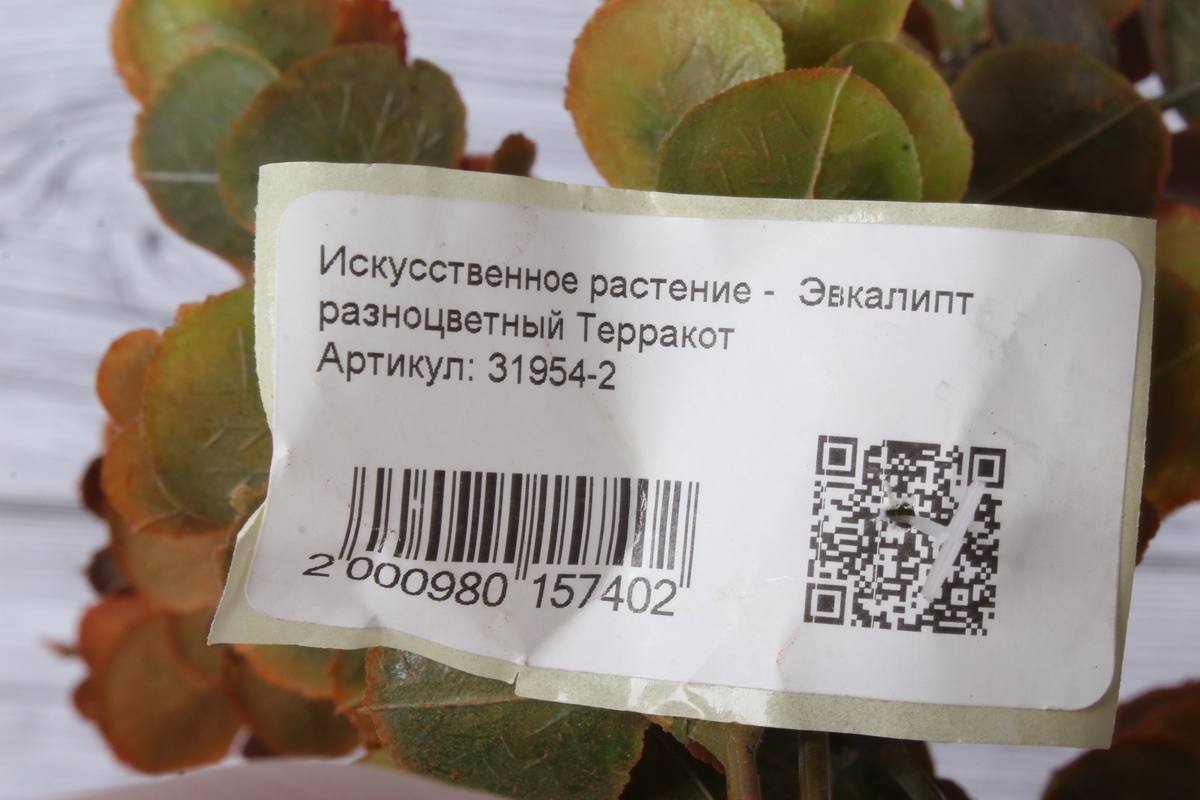 Искусственное растение -  Эвкалипт
разноцветный Терракот
Артикул: 31954-2
2 000980 157402